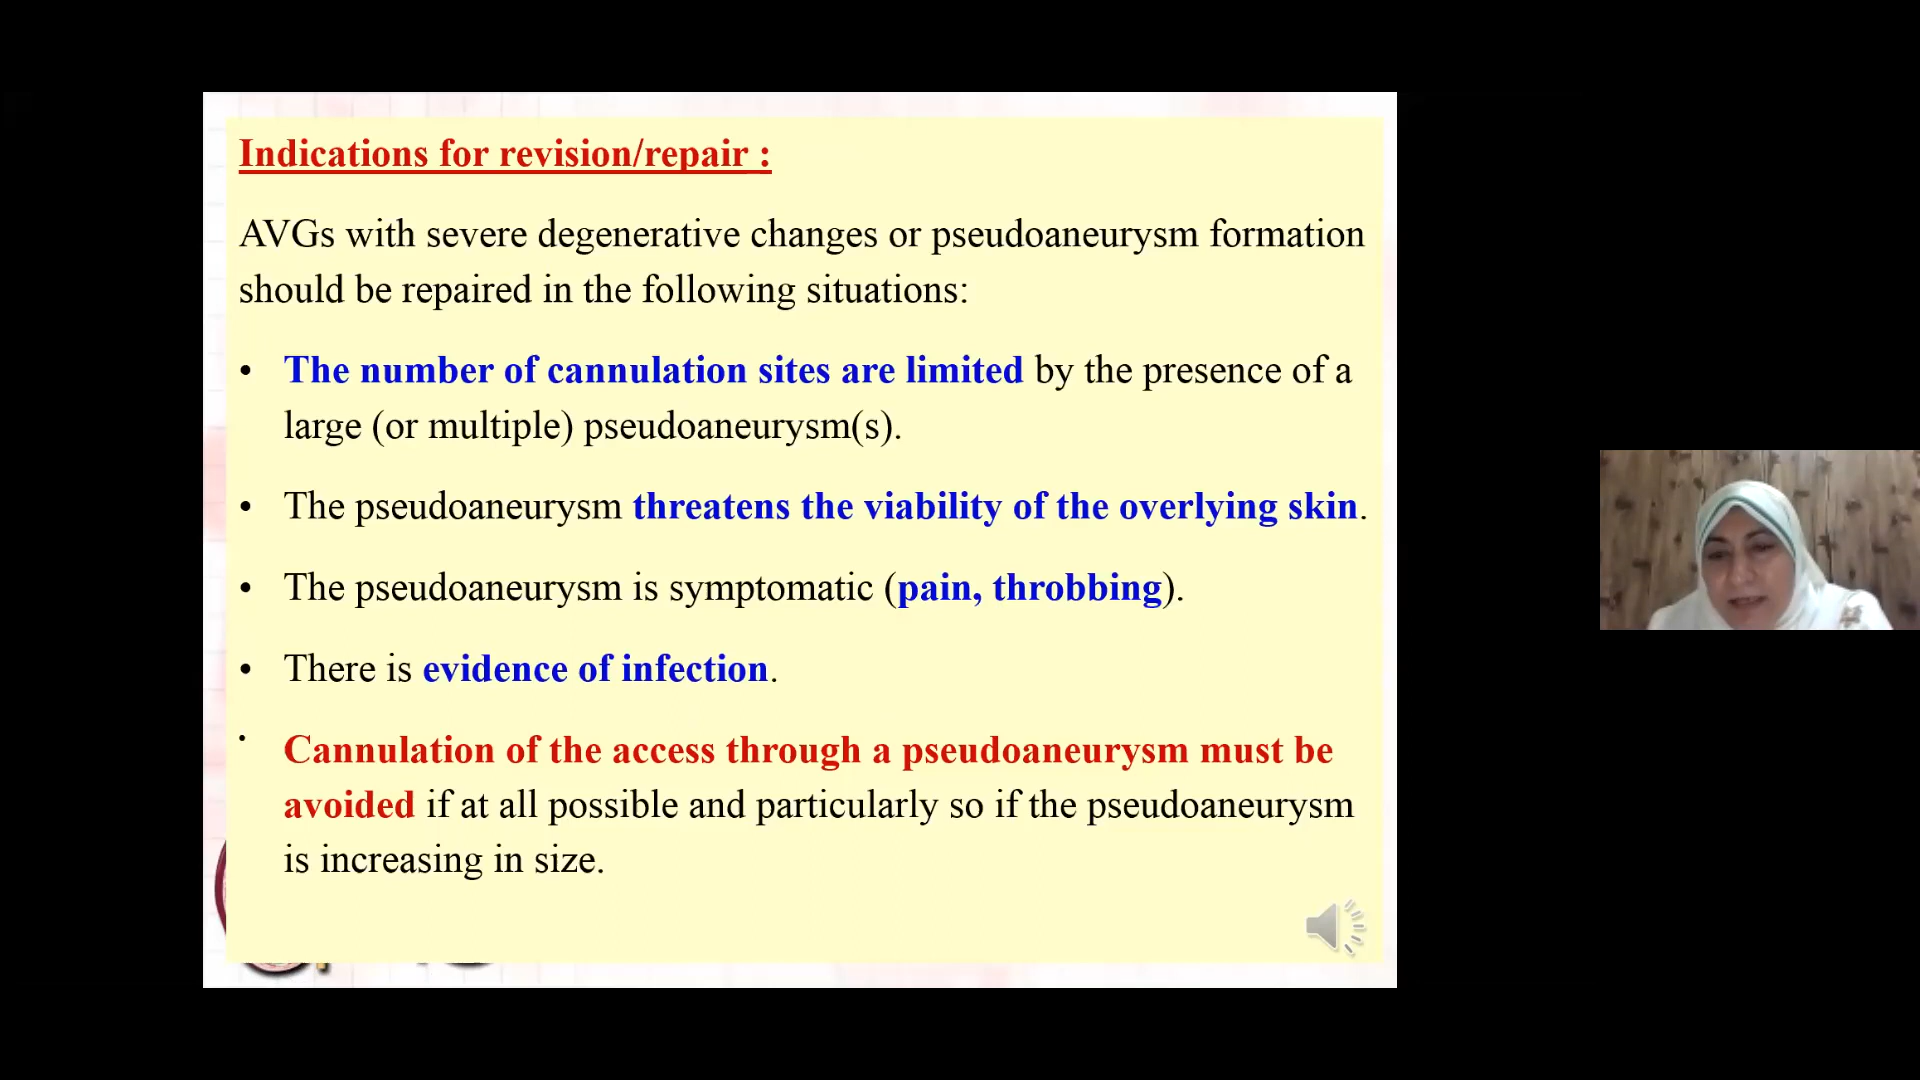 Indications for revision/repair :
AVGs with severe degenerative changes or pseudoaneurysm formation
should be repaired in the following situations:
• The number of cannulation sites are limited by the presence of a
large (or multiple) pseudoaneurysm(s).
• The pseudoaneurysm threatens the viability of the overlying skin.
• The pseudoaneurysm is symptomatic (pain, throbbing).
• There is evidence of infection.
• Cannulation of the access through a pseudoaneurysm must be
avoided if at all possible and particularly so if the pseudoaneurysm
is increasing in size.